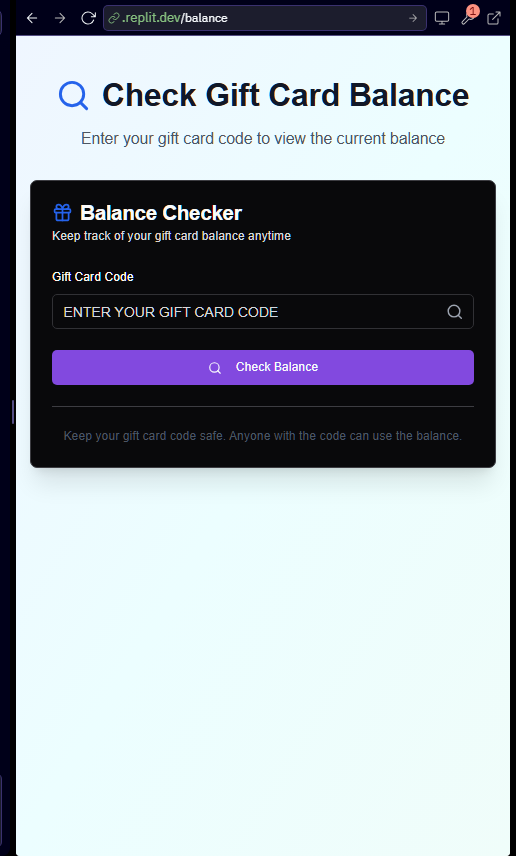 .replit.dev/balance
1
Check Gift Card Balance
Enter your gift card code to view the current balance
Balance Checker
Keep track of your gift card balance anytime
Gift Card Code
ENTER YOUR GIFT CARD CODE
Check Balance
Keep your gift card code safe. Anyone with the code can use the balance.